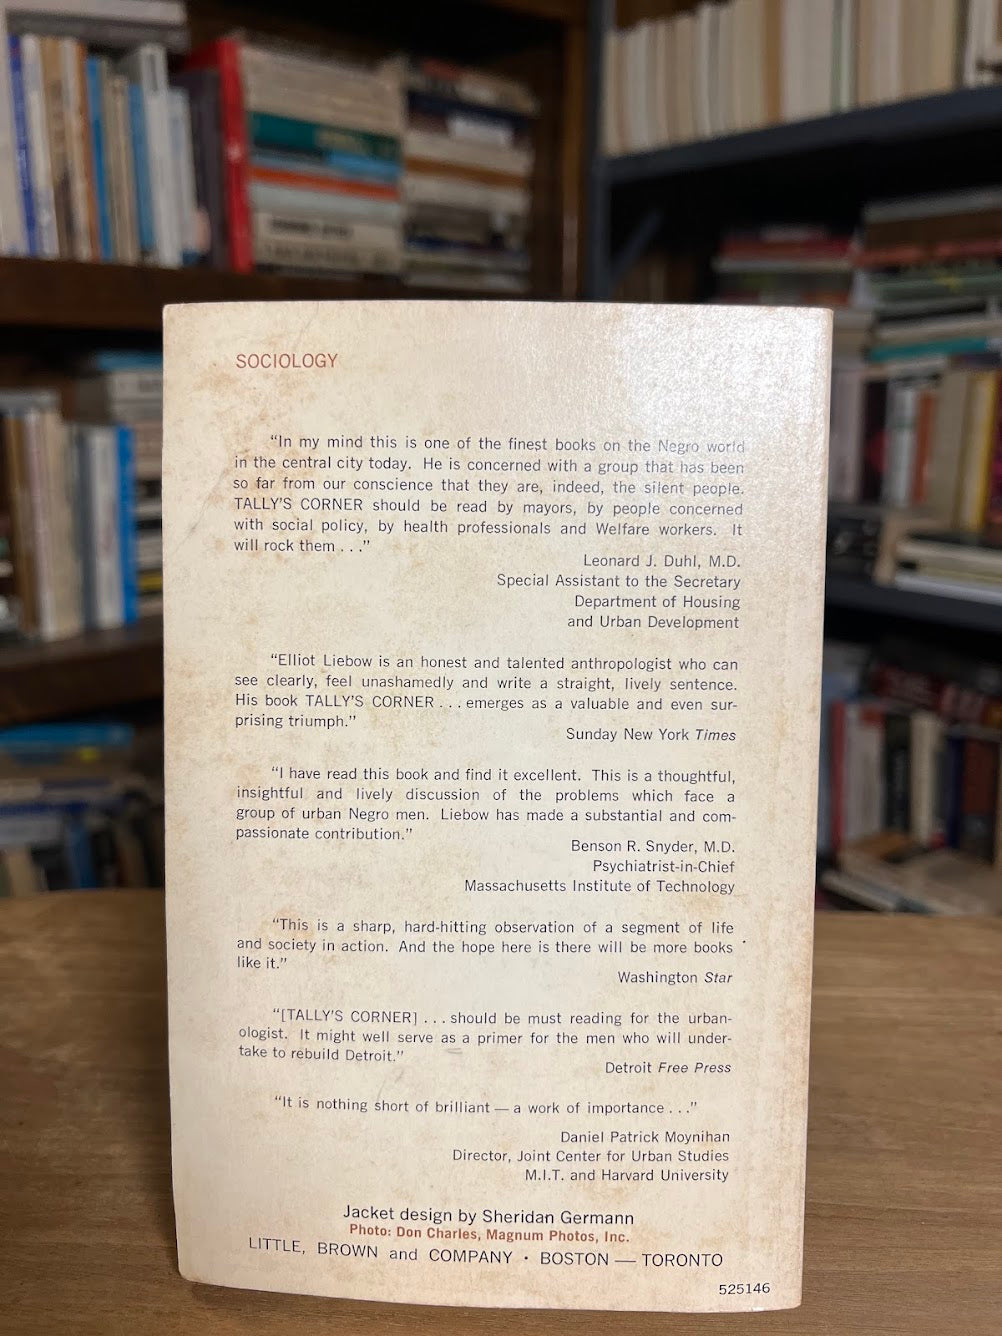 SOCIOLOGY
“In my mind this is one of the finest books on the Negro world
in the central city today. He is concerned with a group that has been
so far from our conscience that they are, indeed, the silent people.
TALLY'S CORNER should be read by mayors, by people concerned
with social policy, by health professionals and Welfare workers. It
will rock them . . .”
Leonard J. Duhl, M.D.
Special Assistant to the Secretary
Department of Housing
and Urban Development
“Elliot Liebow is an honest and talented anthropologist who can
see clearly, feel unashamedly and write a straight, lively sentence.
His book TALLY'S CORNER . . . emerges as a valuable and even sur-
prising triumph.”
Sunday New York Times
“I have read this book and find it excellent. This is a thoughtful,
insightful and lively discussion of the problems which face a
group of urban Negro men. Liebow has made a substantial and com-
passionate contribution.”
Benson R. Snyder, M.D.
Psychiatrist-in-Chief
Massachusetts Institute of Technology
“This is a sharp, hard-hitting observation of a segment of life
and society in action. And the hope here is there will be more books
like it.”
Washington Star
“[TALLY'S CORNER] . . . should be must reading for the urban-
ologist. It might well serve as a primer for the men who will under-
take to rebuild Detroit.”
Detroit Free Press
“It is nothing short of brilliant — a work of importance . . .”
Daniel Patrick Moynihan
Director, Joint Center for Urban Studies
M.I.T. and Harvard University
Jacket design by Sheridan Germann
Photo: Don Charles, Magnum Photos, Inc.
LITTLE, BROWN and COMPANY • BOSTON — TORONTO
525146